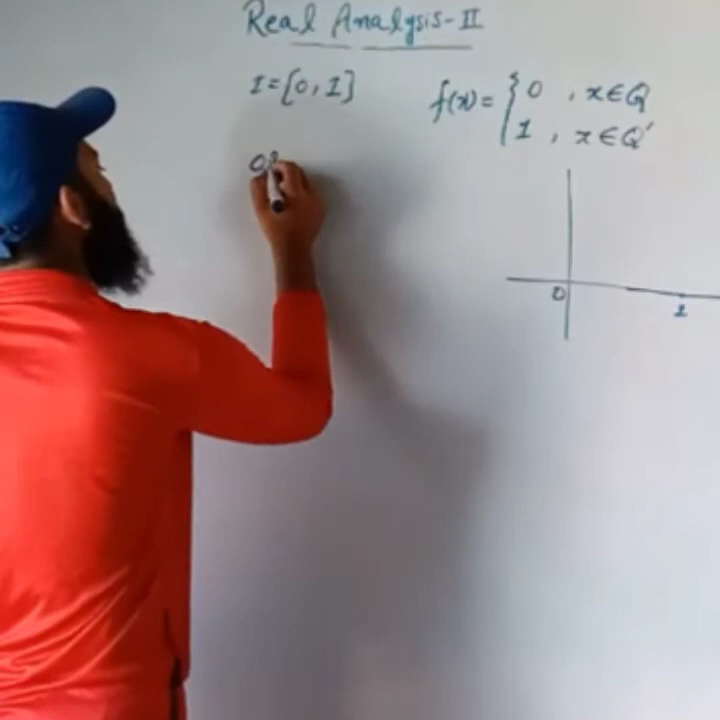 Real Analysis-II
I=[0,1]
f(x)= { 0 , x∈Q
1 , x∈Q'
0
1